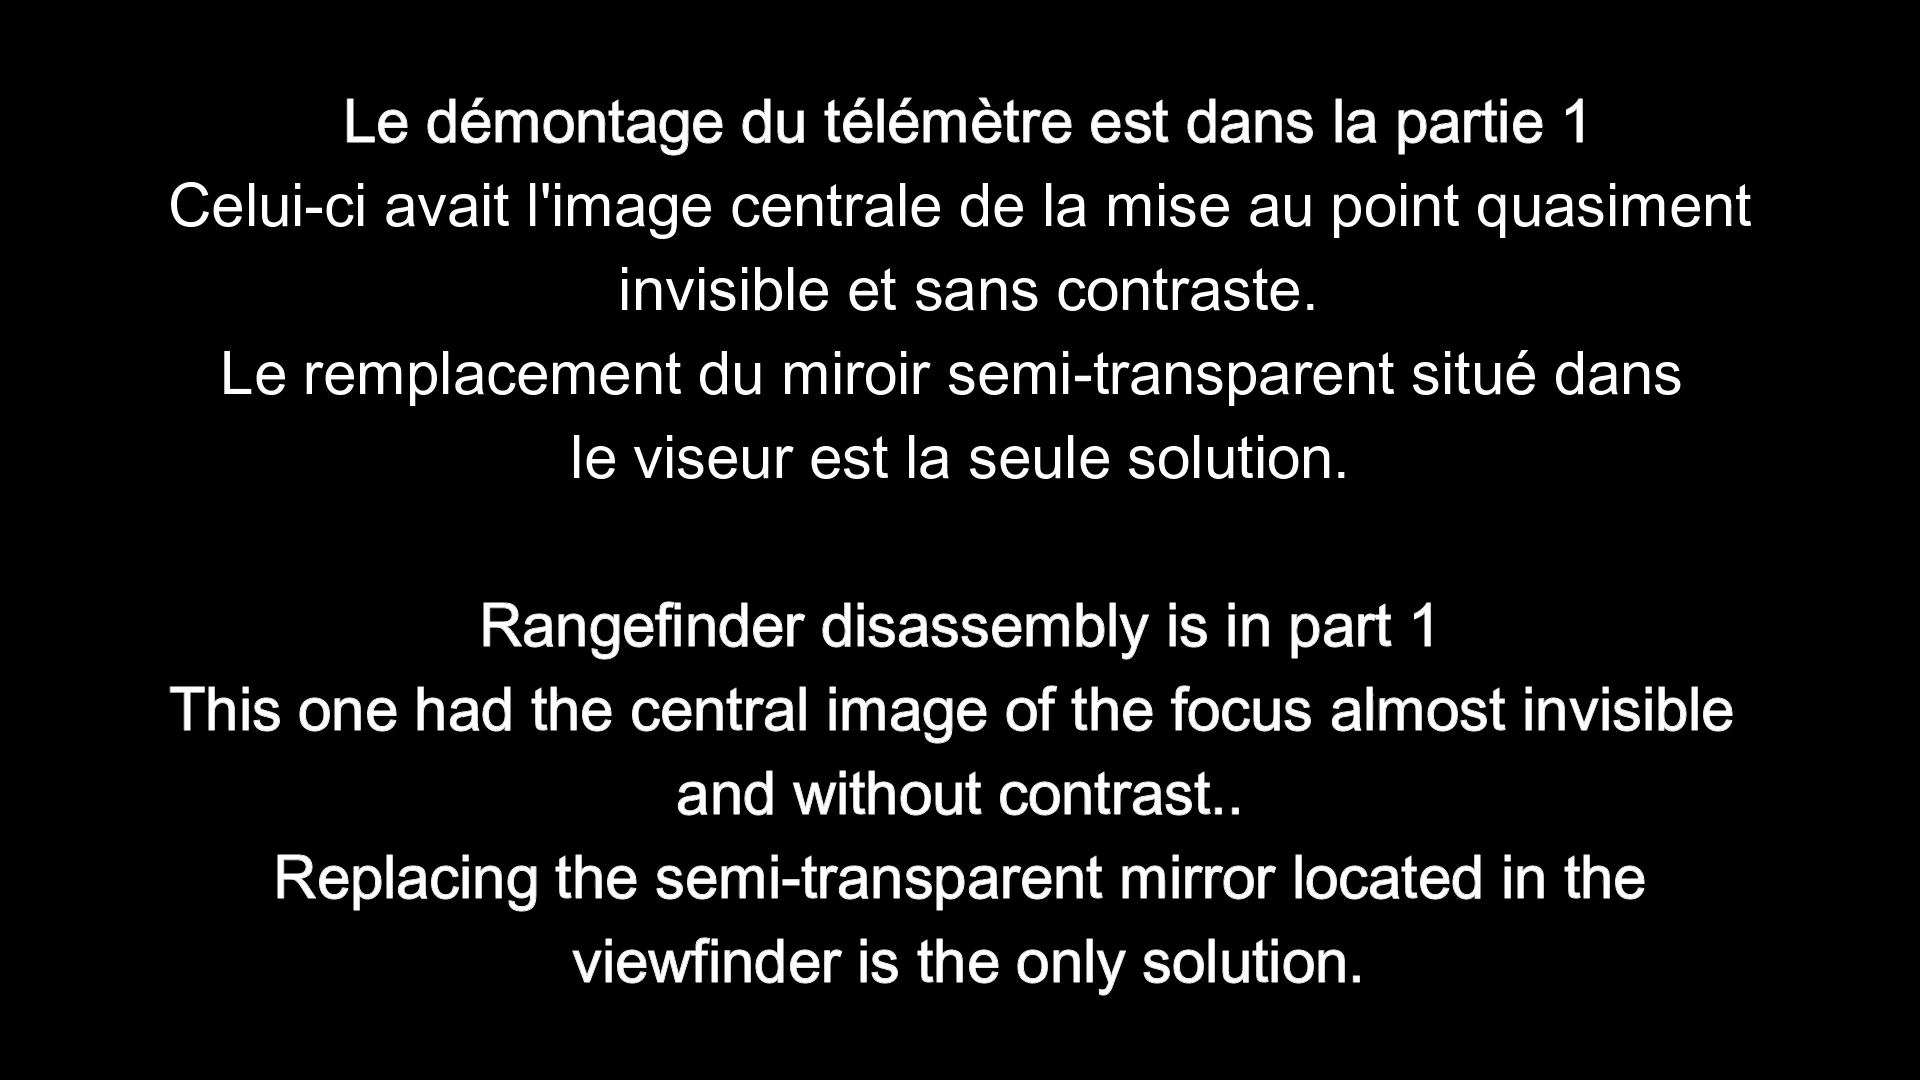 Le démontage du télémètre est dans la partie 1
Celui-ci avait l'image centrale de la mise au point quasiment
invisible et sans contraste.
Le remplacement du miroir semi-transparent situé dans
le viseur est la seule solution.
Rangefinder disassembly is in part 1
This one had the central image of the focus almost invisible
and without contrast..
Replacing the semi-transparent mirror located in the
viewfinder is the only solution.